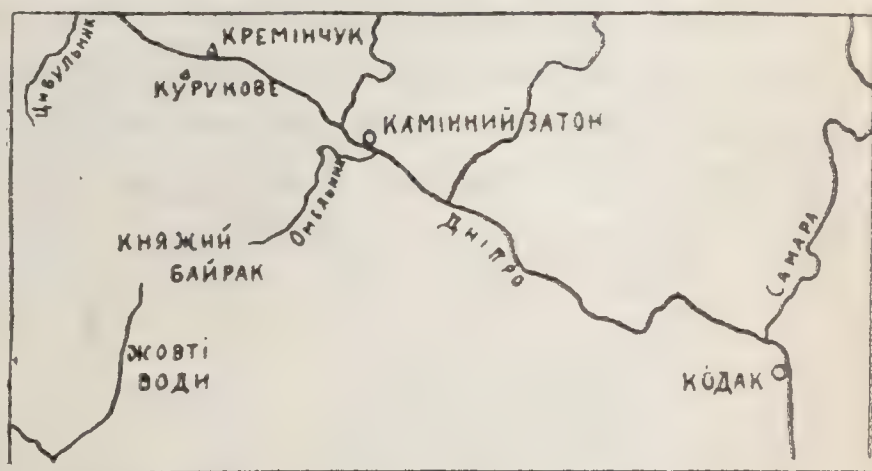 Цибульник
КРЕМІНЧУК
КУРУКОВЕ
КАМІННИЙ ЗАТОН
Омельник
КНЯЖИЙ
БАЙРАК
ДНІПРО
САМАРА
ЖОВТІ
ВОДИ
КОДАК